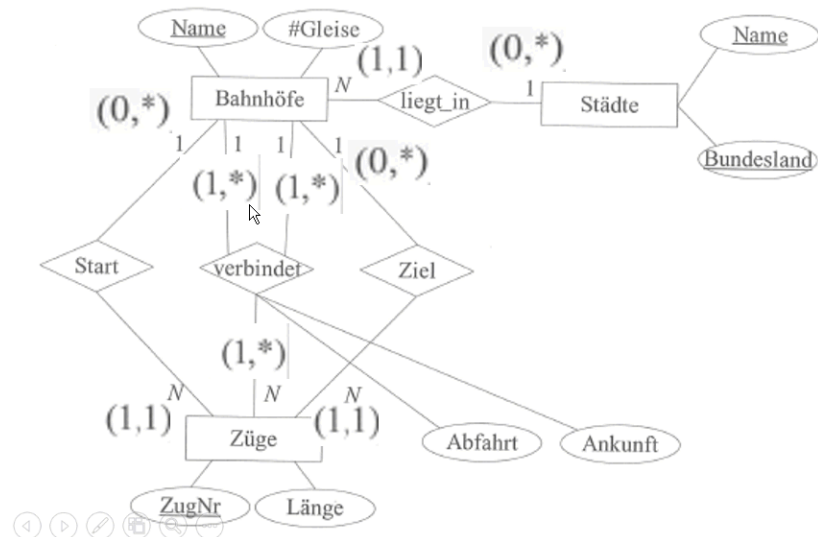 Name
#Gleise
Name
(1,1)
(0,*)
N
1
Bahnhöfe
liegt_in
Städte
(0,*)
1
1
1
1
(0,*)
Bundesland
(1,*)
(1,*)
Start
verbindet
Ziel
(1,*)
N
N
N
(1,1)
(1,1)
Züge
Abfahrt
Ankunft
ZugNr
Länge